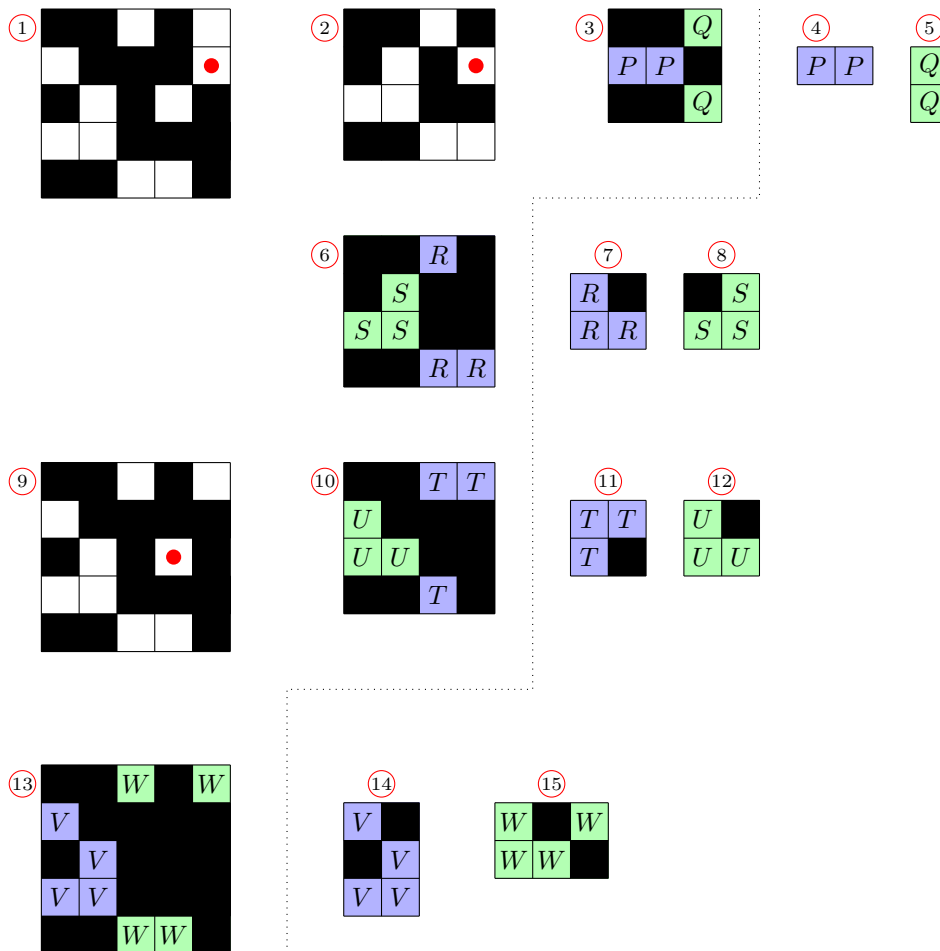 1 2 3 Q 4 5
P P P P Q
Q Q
6 R 7 8
S R S
S S R R S S
R R
9 10 T T 11 12
U T T U
U U T U U
T
13 W W 14 15
V V W W
V V W W
V V V V
W W